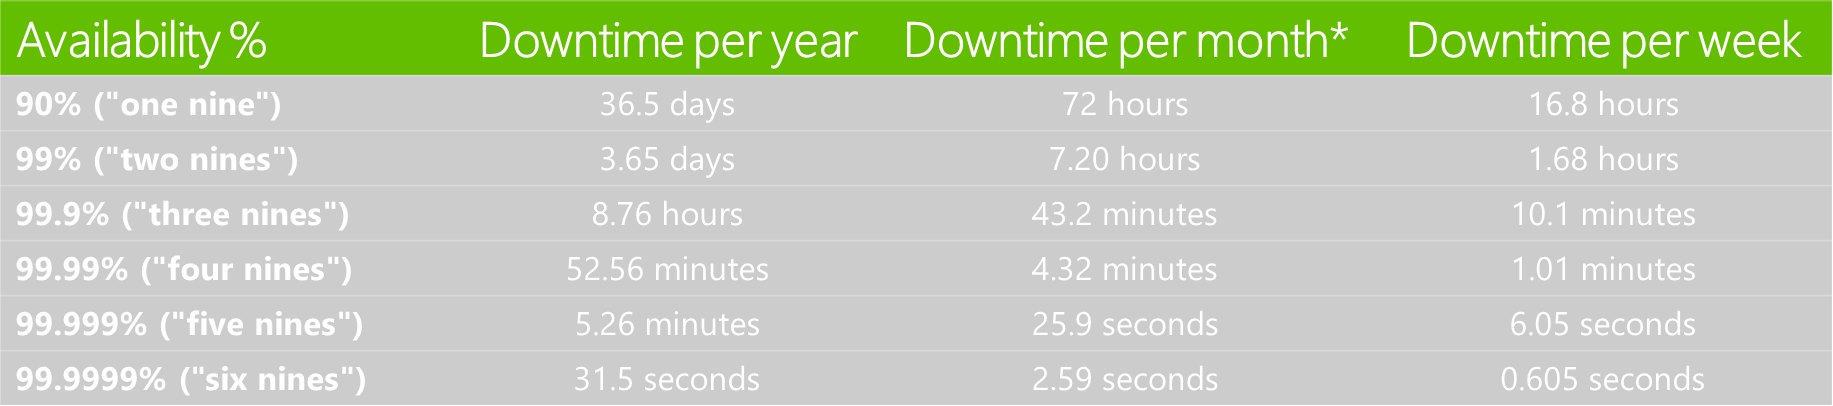 Availability % Downtime per year Downtime per month* Downtime per week
90% ("one nine") 36.5 days 72 hours 16.8 hours
99% ("two nines") 3.65 days 7.20 hours 1.68 hours
99.9% ("three nines") 8.76 hours 43.2 minutes 10.1 minutes
99.99% ("four nines") 52.56 minutes 4.32 minutes 1.01 minutes
99.999% ("five nines") 5.26 minutes 25.9 seconds 6.05 seconds
99.9999% ("six nines") 31.5 seconds 2.59 seconds 0.605 seconds